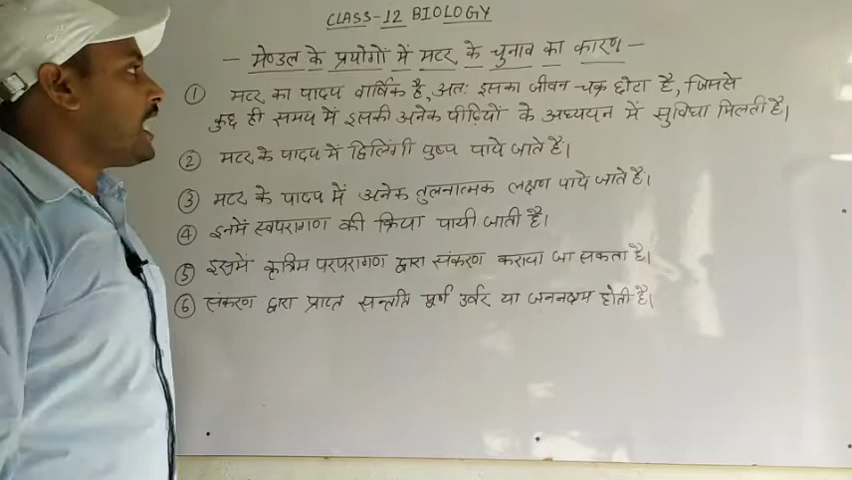 CLASS-12 BIOLOGY
- मेण्डल के प्रयोगों में मटर के चुनाव का कारण -
① मटर का पादप वार्षिक है, अतः इसका जीवन-चक्र छोटा है, जिससे
कुछ ही समय में इसकी अनेक पीढ़ियों के अध्ययन में सुविधा मिलती है।
② मटर के पादप में द्विलिंगी पुष्प पाये जाते है।
③ मटर के पादप में अनेक तुलनात्मक लक्षण पाये जाते है।
④ इनमें स्वपरागण की क्रिया पायी जाती है।
⑤ इसमें कृत्रिम परपरागण द्वारा संकरण कराया जा सकता है।
⑥ संकरण द्वारा प्राप्त सन्तति पूर्ण उर्वर या जननक्षम होती है।